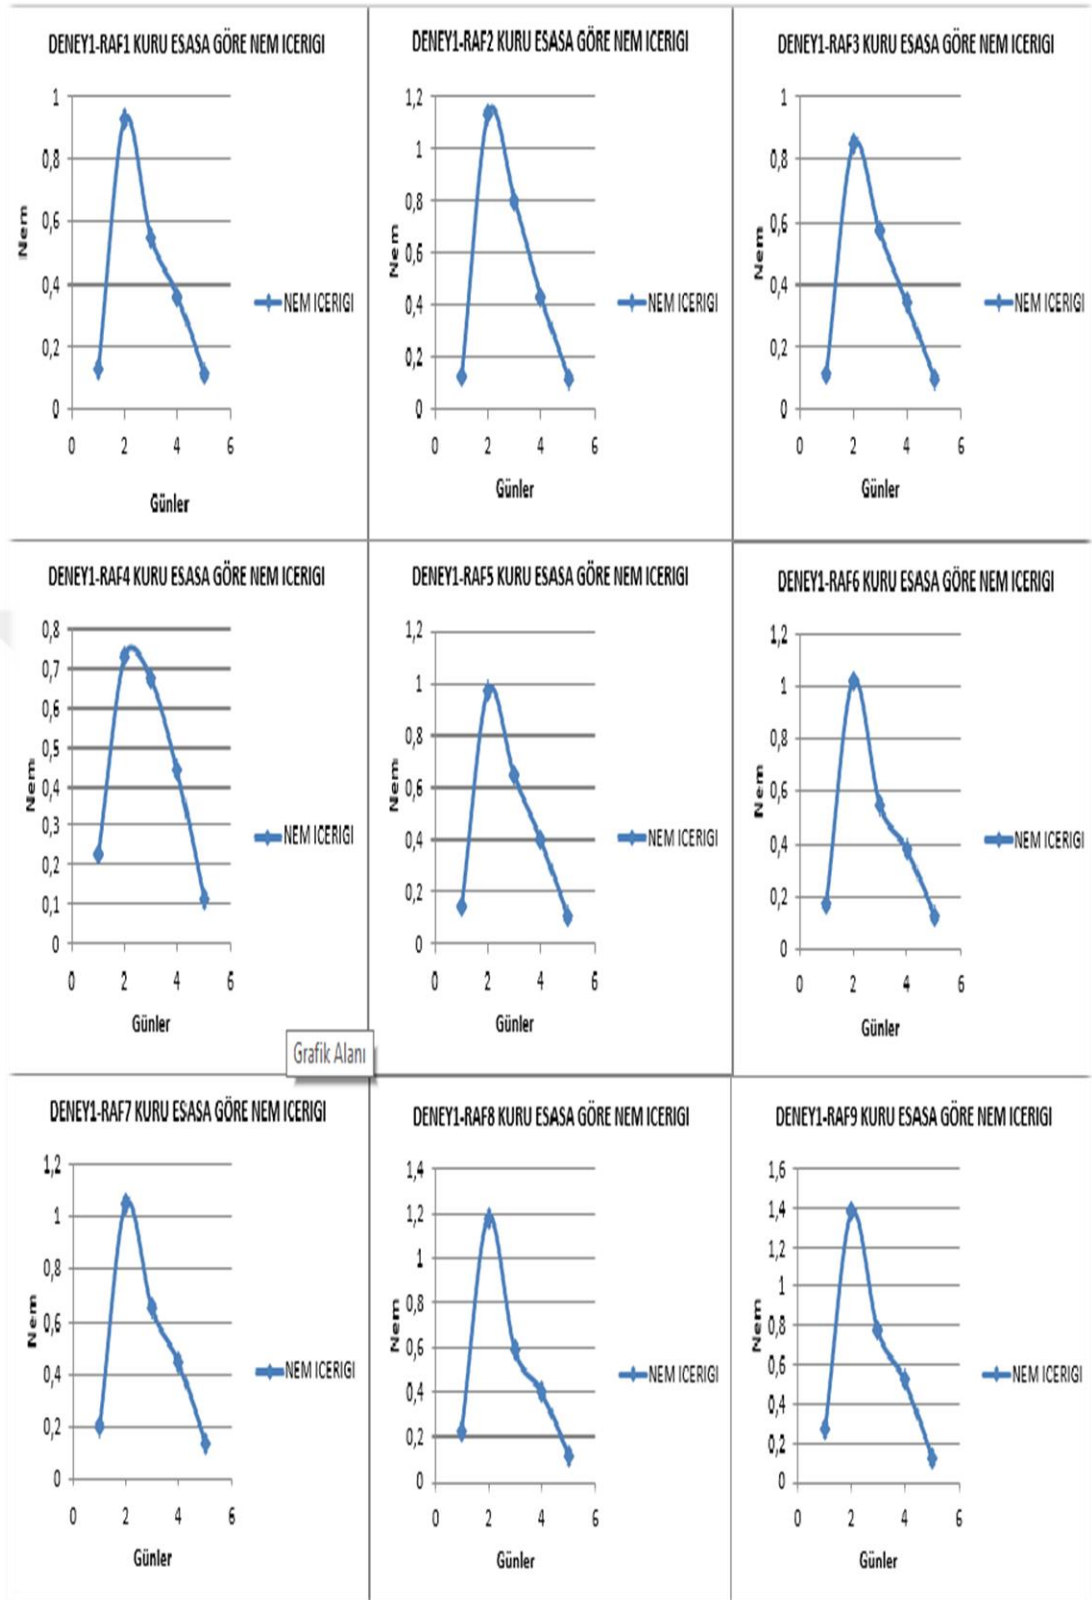 DENEY1-RAF1 KURU ESASA GÖRE NEM ICERIGI
1
0,8
0,6
0,4
0,2
0
Nem
0 2 4 6
Günler
NEM ICERIGI
DENEY1-RAF2 KURU ESASA GÖRE NEM ICERIGI
1,2
1
0,8
0,6
0,4
0,2
0
Nem
0 2 4 6
Günler
NEM ICERIGI
DENEY1-RAF3 KURU ESASA GÖRE NEM ICERIGI
1
0,8
0,6
0,4
0,2
0
Nem
0 2 4 6
Günler
NEM ICERIGI
DENEY1-RAF4 KURU ESASA GÖRE NEM ICERIGI
0,8
0,7
0,6
0,5
0,4
0,3
0,2
0,1
0
Nem
0 2 4 6
Günler
NEM ICERIGI
Grafik Alanı
DENEY1-RAF5 KURU ESASA GÖRE NEM ICERIGI
1,2
1
0,8
0,6
0,4
0,2
0
Nem
0 2 4 6
Günler
NEM ICERIGI
DENEY1-RAF6 KURU ESASA GÖRE NEM ICERIGI
1,2
1
0,8
0,6
0,4
0,2
0
Nem
0 2 4 6
Günler
NEM ICERIGI
DENEY1-RAF7 KURU ESASA GÖRE NEM ICERIGI
1,2
1
0,8
0,6
0,4
0,2
0
Nem
0 2 4 6
Günler
NEM ICERIGI
DENEY1-RAF8 KURU ESASA GÖRE NEM ICERIGI
1,4
1,2
1
0,8
0,6
0,4
0,2
0
Nem
0 2 4 6
Günler
NEM ICERIGI
DENEY1-RAF9 KURU ESASA GÖRE NEM ICERIGI
1,6
1,4
1,2
1
0,8
0,6
0,4
0,2
0
Nem
0 2 4 6
Günler
NEM ICERIGI